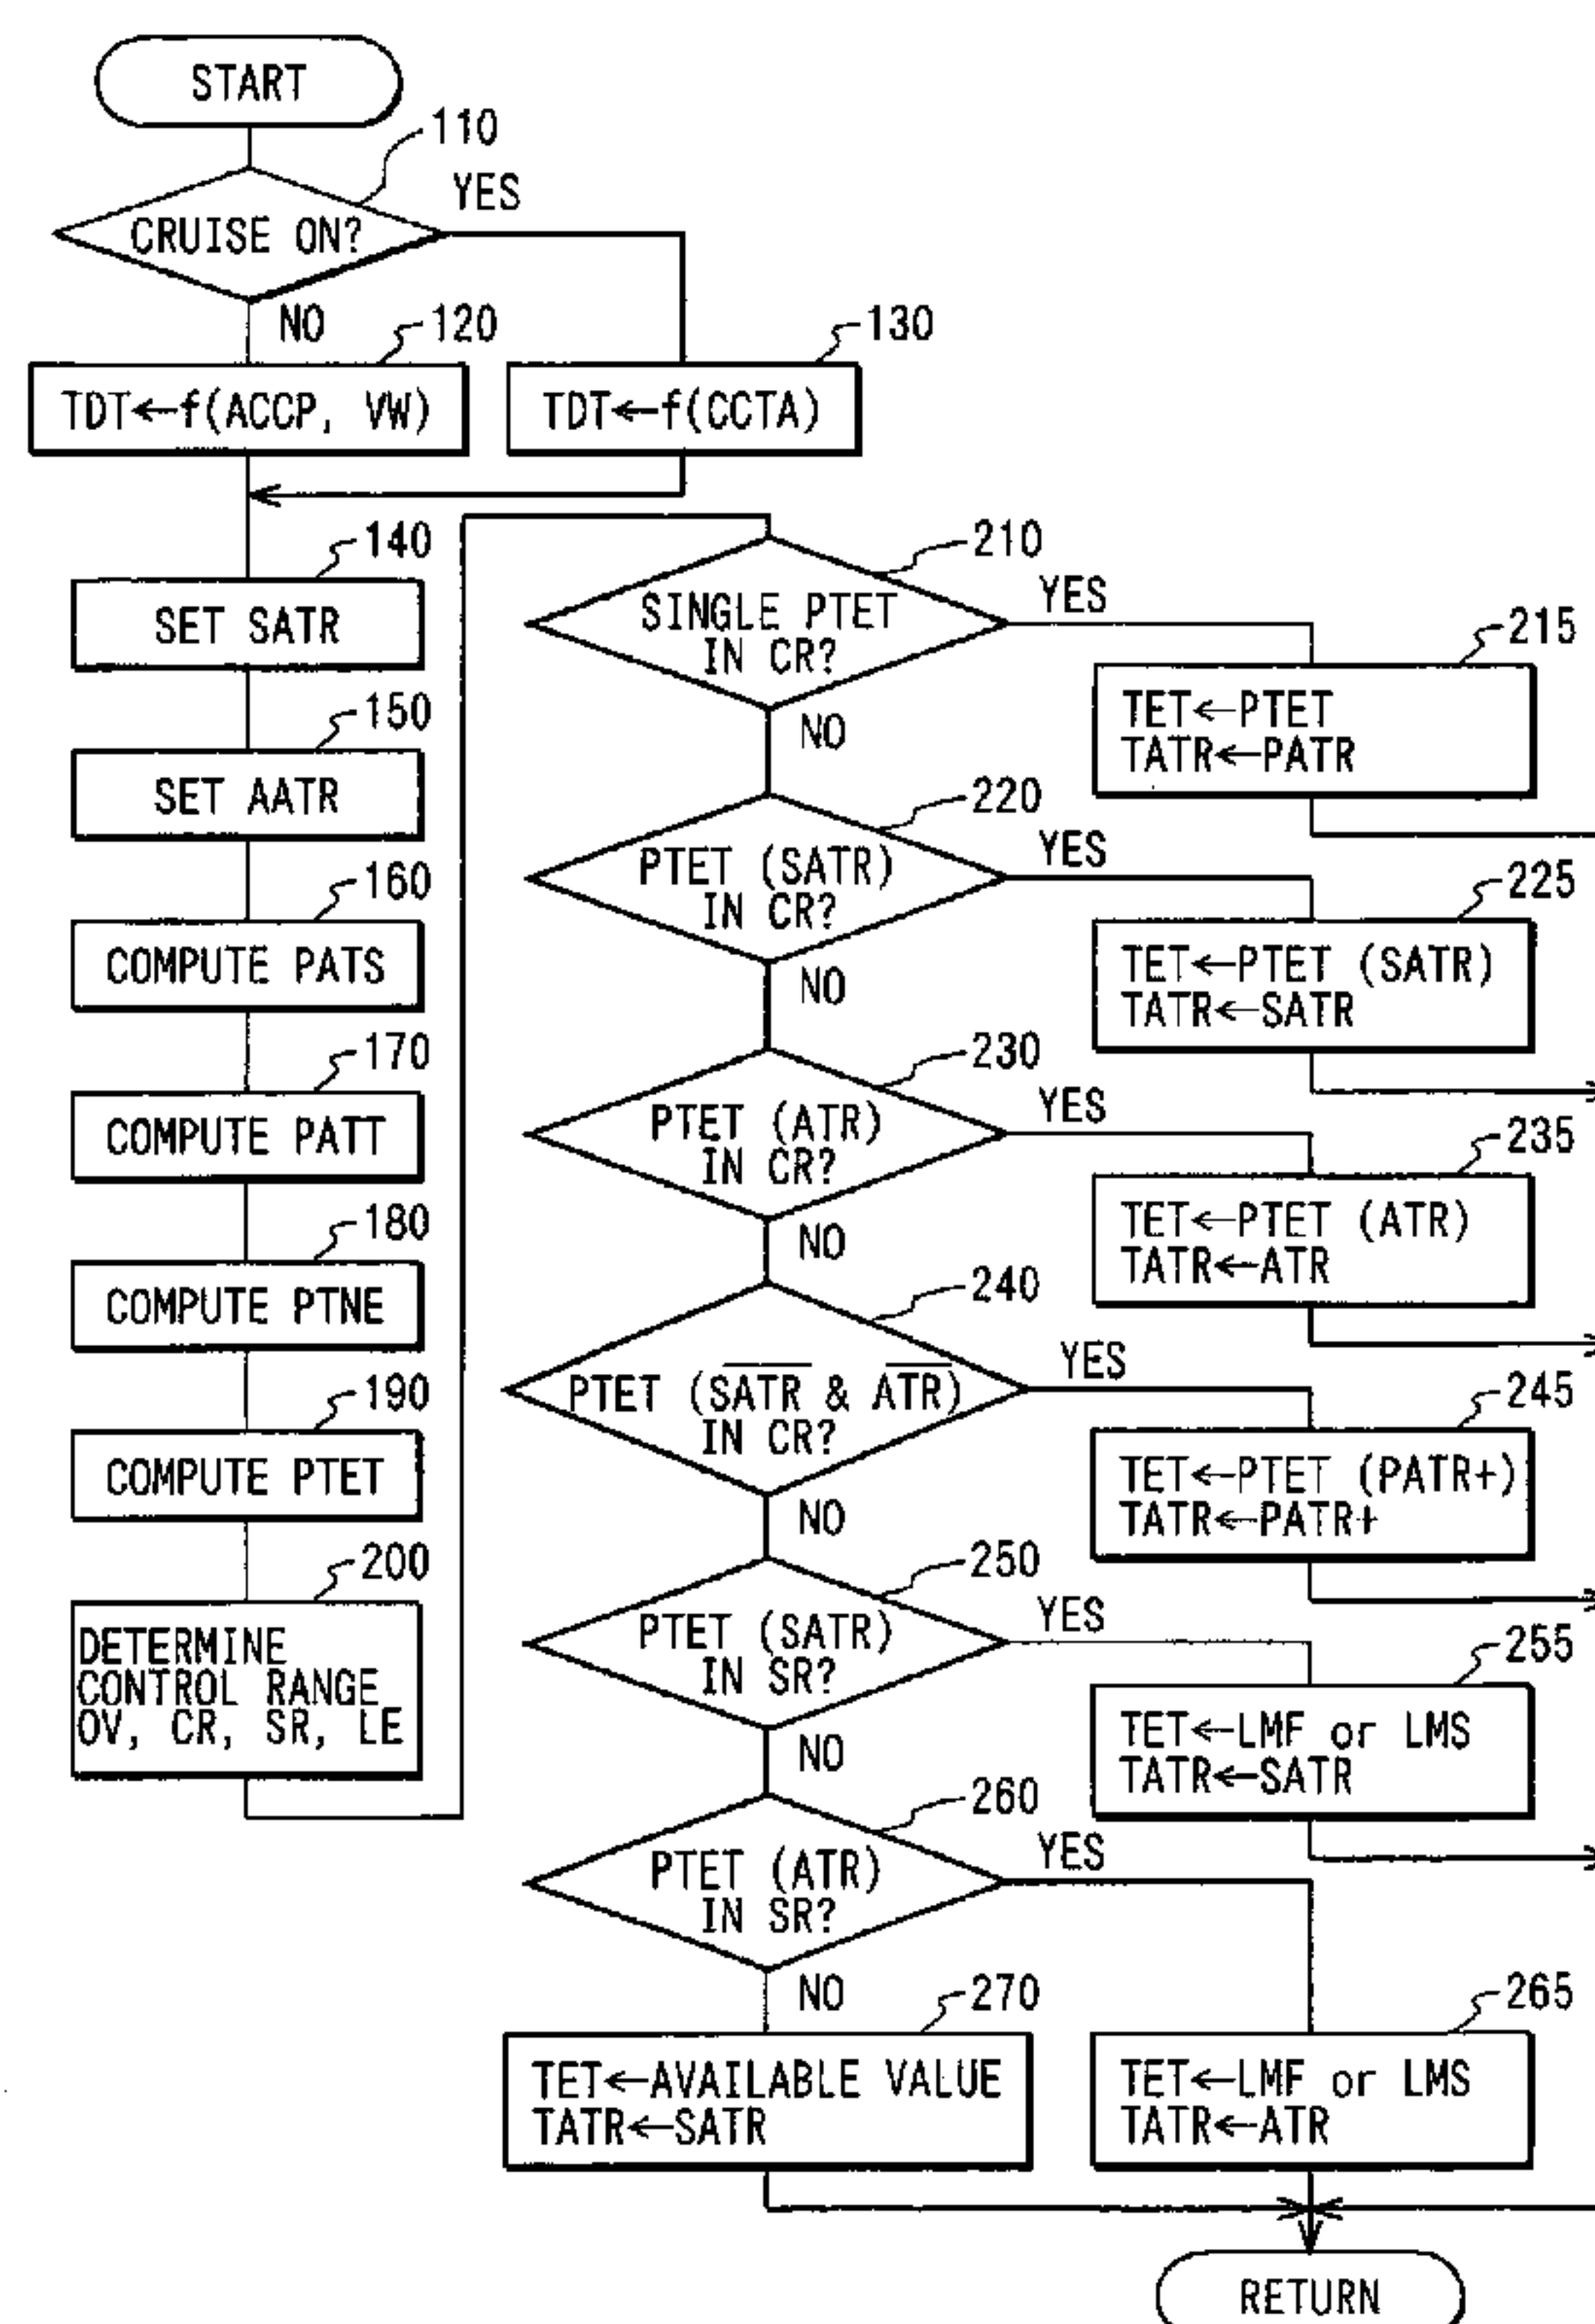 START
110
YES
CRUISE ON?
NO
120
130
TDT←f(ACCP, VW)
TDT←f(CCTA)
140
SET SATR
150
SET AATR
160
COMPUTE PATS
170
COMPUTE PATT
180
COMPUTE PTNE
190
COMPUTE PTET
200
DETERMINE
CONTROL RANGE
OV, CR, SR, LE
210
SINGLE PTET
IN CR?
YES
215
TET←PTET
TATR←PATR
NO
220
PTET (SATR)
IN CR?
YES
225
TET←PTET (SATR)
TATR←SATR
NO
230
PTET (ATR)
IN CR?
YES
235
TET←PTET (ATR)
TATR←ATR
NO
240
PTET (S̅A̅T̅R̅ & A̅T̅R̅)
IN CR?
YES
245
TET←PTET (PATR+)
TATR←PATR+
NO
250
PTET (SATR)
IN SR?
YES
255
TET←LMF or LMS
TATR←SATR
NO
260
PTET (ATR)
IN SR?
YES
265
TET←LMF or LMS
TATR←ATR
NO
270
TET←AVAILABLE VALUE
TATR←SATR
RETURN